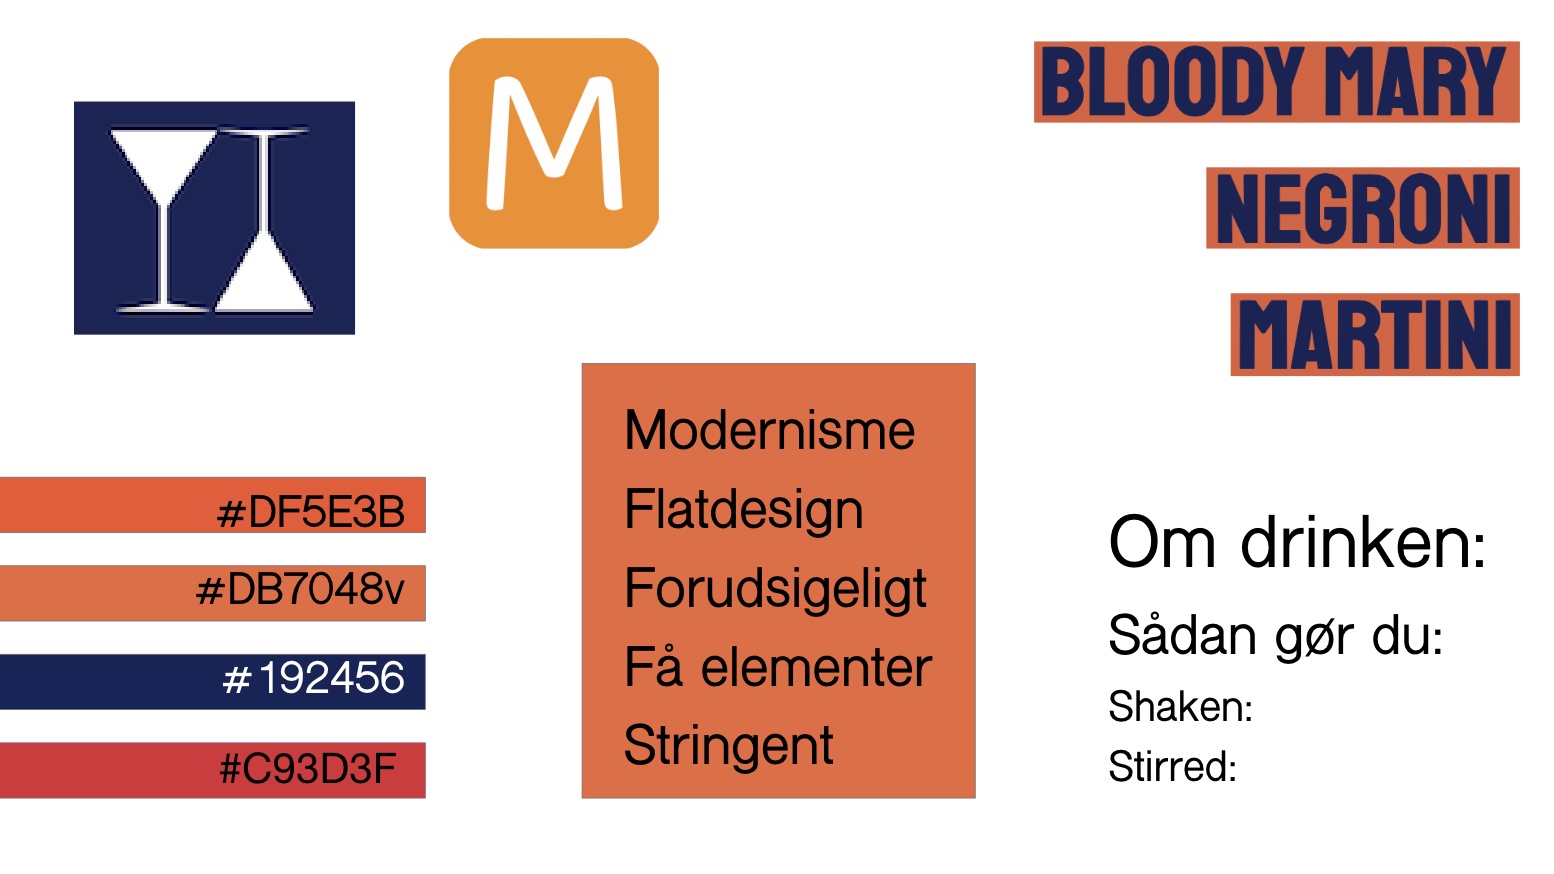 M
BLOODY MARY
NEGRONI
MARTINI
#DF5E3B
#DB7048v
#192456
#C93D3F
Modernisme
Flatdesign
Forudsigeligt
Få elementer
Stringent
Om drinken:
Sådan gør du:
Shaken:
Stirred: